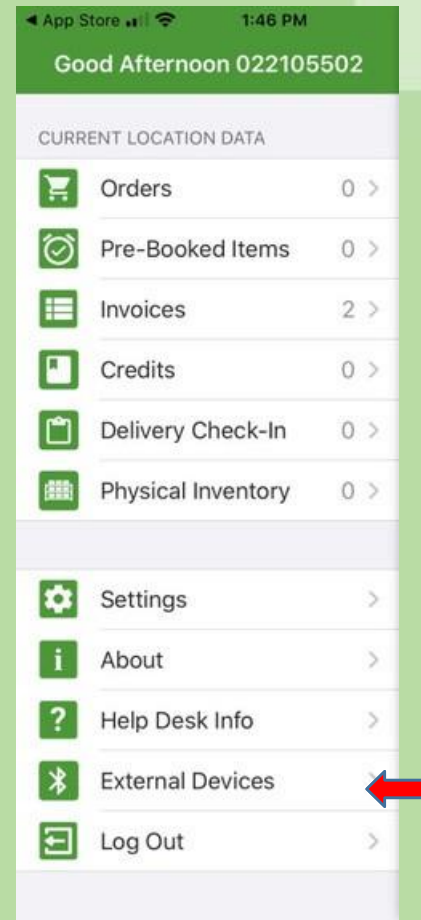 App Store 1:46 PM
Good Afternoon 022105502
CURRENT LOCATION DATA
Orders 0
Pre-Booked Items 0
Invoices 2
Credits 0
Delivery Check-In 0
Physical Inventory 0
Settings
i About
? Help Desk Info
External Devices
Log Out